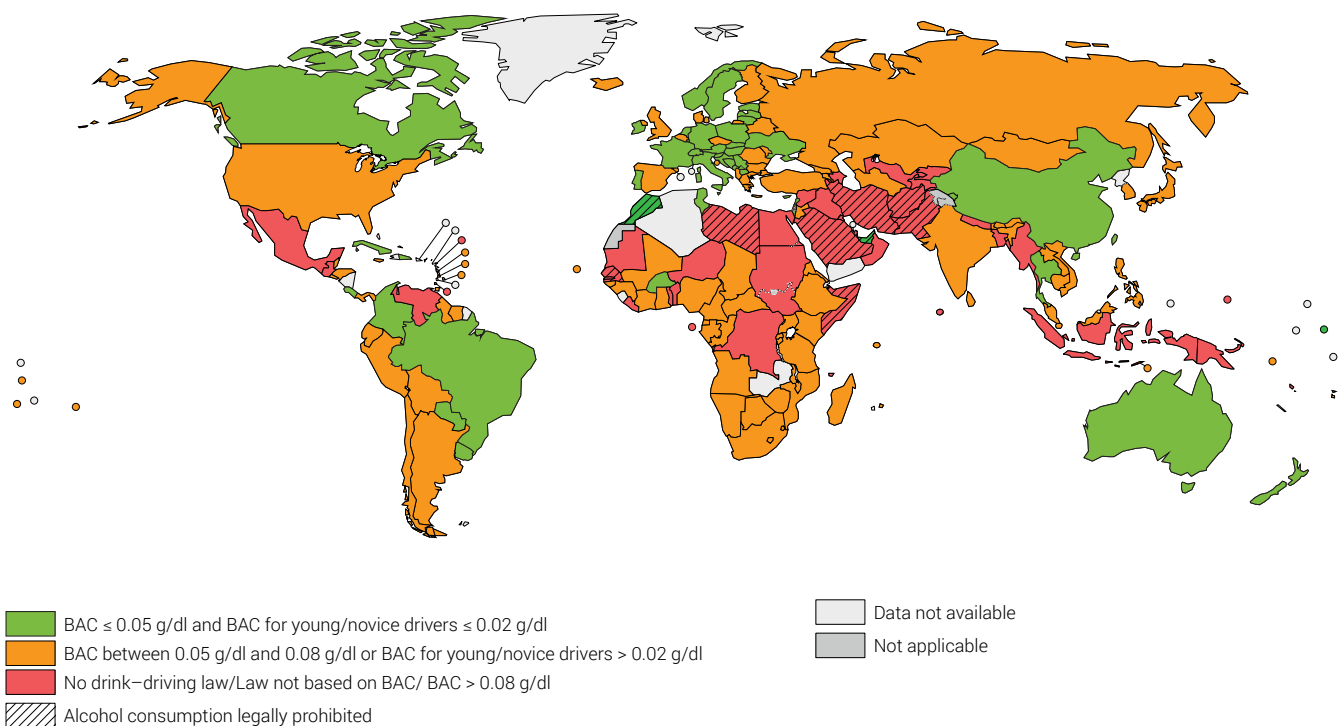 BAC ≤ 0.05 g/dl and BAC for young/novice drivers ≤ 0.02 g/dl
BAC between 0.05 g/dl and 0.08 g/dl or BAC for young/novice drivers > 0.02 g/dl
No drink–driving law/Law not based on BAC/ BAC > 0.08 g/dl
Alcohol consumption legally prohibited
Data not available
Not applicable